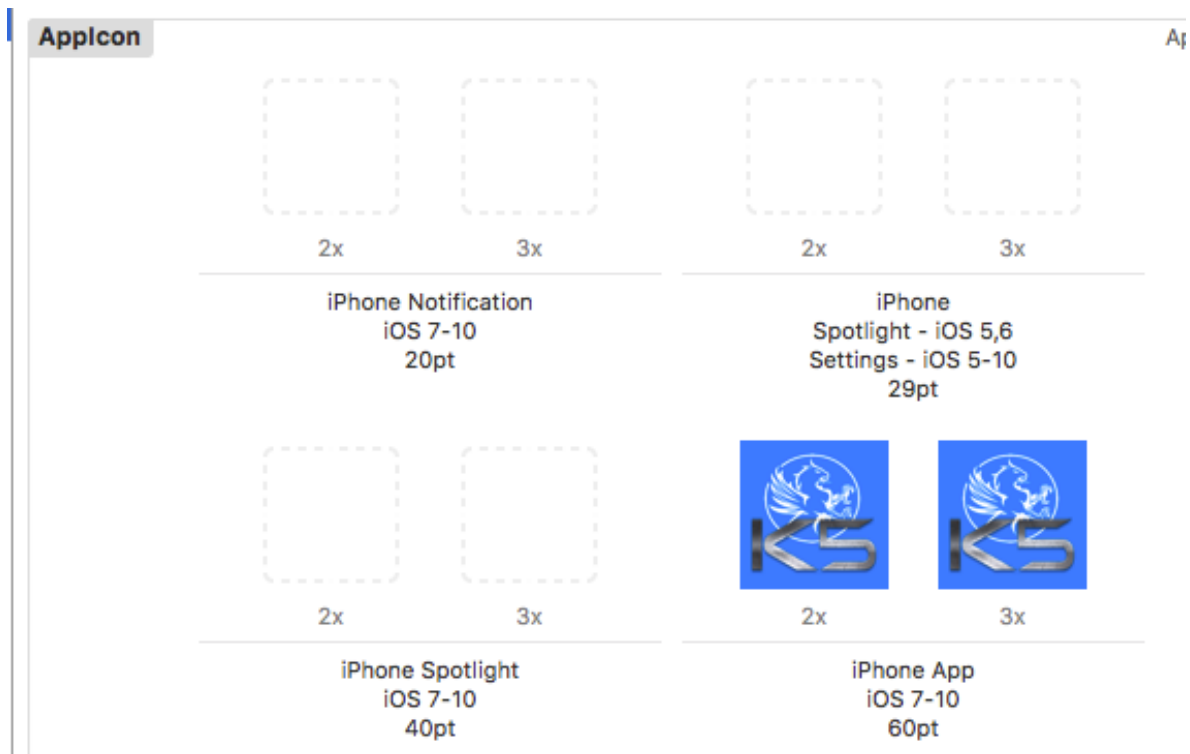 AppIcon
Ap
2x 3x 2x 3x
iPhone Notification
iOS 7-10
20pt
iPhone
Spotlight - iOS 5,6
Settings - iOS 5-10
29pt
K5 K5
2x 3x 2x 3x
iPhone Spotlight
iOS 7-10
40pt
iPhone App
iOS 7-10
60pt